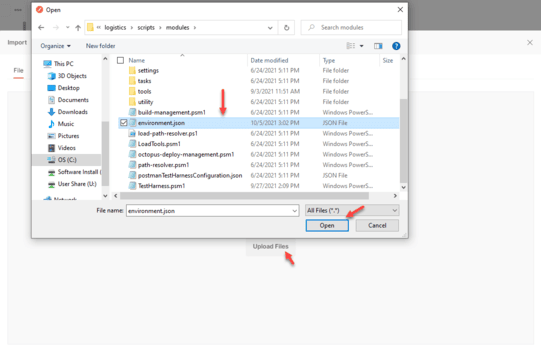 Open
« logistics › scripts › modules ›
Search modules
Import
Organize
New folder
File
This PC
3D Objects
Desktop
Documents
Downloads
Music
Pictures
Videos
OS (C:)
Software Install (
User Share (U:)
Network
Name Date modified Type Size
settings 6/24/2021 5:11 PM File folder
tasks 6/24/2021 5:11 PM File folder
tools 9/3/2021 11:51 AM File folder
utility 6/24/2021 5:11 PM File folder
build-management.psm1 6/24/2021 5:11 PM Windows PowerS...
environment.json 10/5/2021 3:02 PM JSON File
load-path-resolver.ps1 6/24/2021 5:11 PM Windows PowerS...
LoadTools.psm1 6/24/2021 5:11 PM Windows PowerS...
octopus-deploy-management.psm1 6/24/2021 5:11 PM Windows PowerS...
path-resolver.psm1 6/24/2021 5:11 PM Windows PowerS...
postmanTestHarnessConfiguration.json 6/24/2021 5:11 PM JSON File
TestHarness.psm1 9/27/2021 2:09 PM Windows PowerS...
File name: environment.json All Files (*.*)
Open Cancel
Upload Files